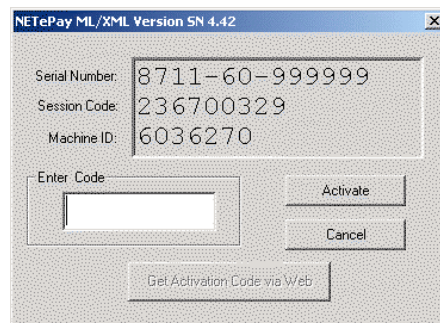 NETePay ML/XML Version SN 4.42
Serial Number: 8711-60-999999
Session Code: 236700329
Machine ID: 6036270
Enter Code
Activate
Cancel
Get Activation Code via Web